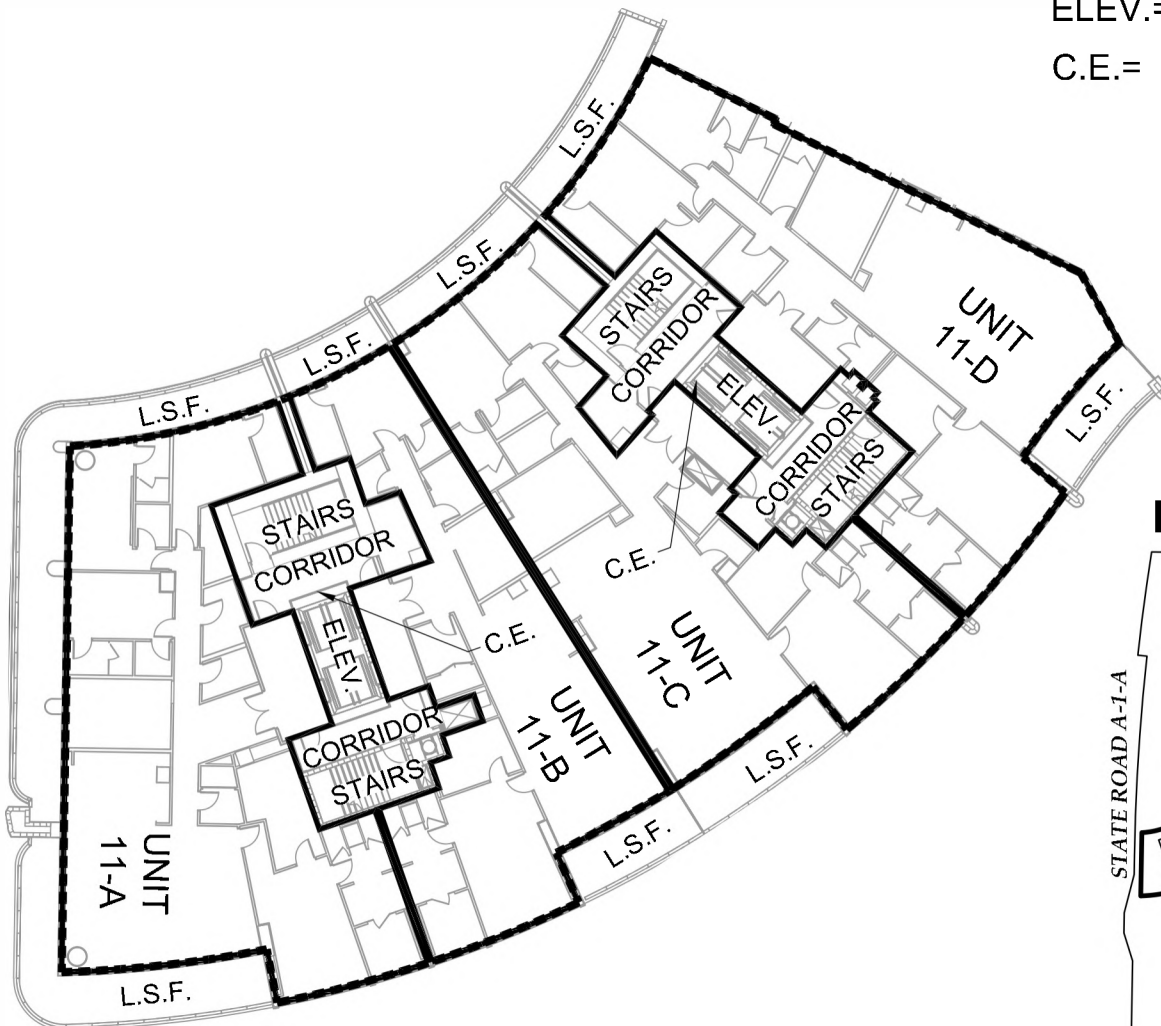 ELEV.=
C.E.=
L.S.F.
L.S.F.
L.S.F.
L.S.F.
STAIRS
CORRIDOR
UNIT
11-D
ELEV.
L.S.F.
CORRIDOR
STAIRS
STAIRS
CORRIDOR
C.E.
C.E.
ELEV.
UNIT
11-C
UNIT
11-B
CORRIDOR
STAIRS
L.S.F.
L.S.F.
UNIT
11-A
L.S.F.
STATE ROAD A-1-A